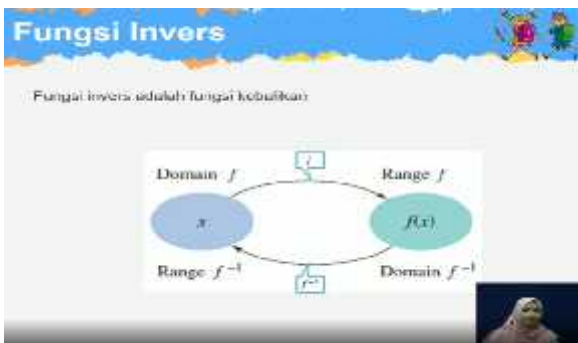 Fungsi Invers
Fungsi invers adalah fungsi kebalikan
f
Domain f
Range f
x
f(x)
Range f⁻¹
Domain f⁻¹
f⁻¹